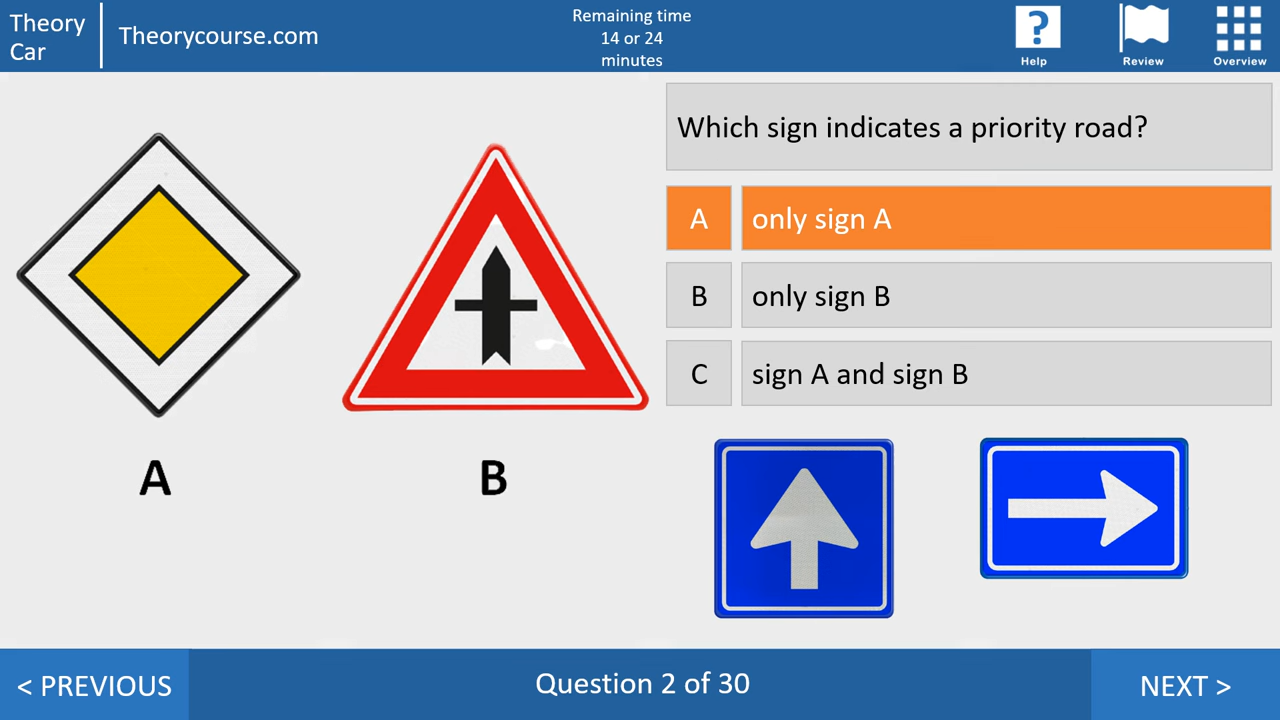 Theory
Car
Theorycourse.com
Remaining time
14 or 24
minutes
?
Help
Review
Overview
Which sign indicates a priority road?
A only sign A
B only sign B
C sign A and sign B
A B
< PREVIOUS
Question 2 of 30
NEXT >